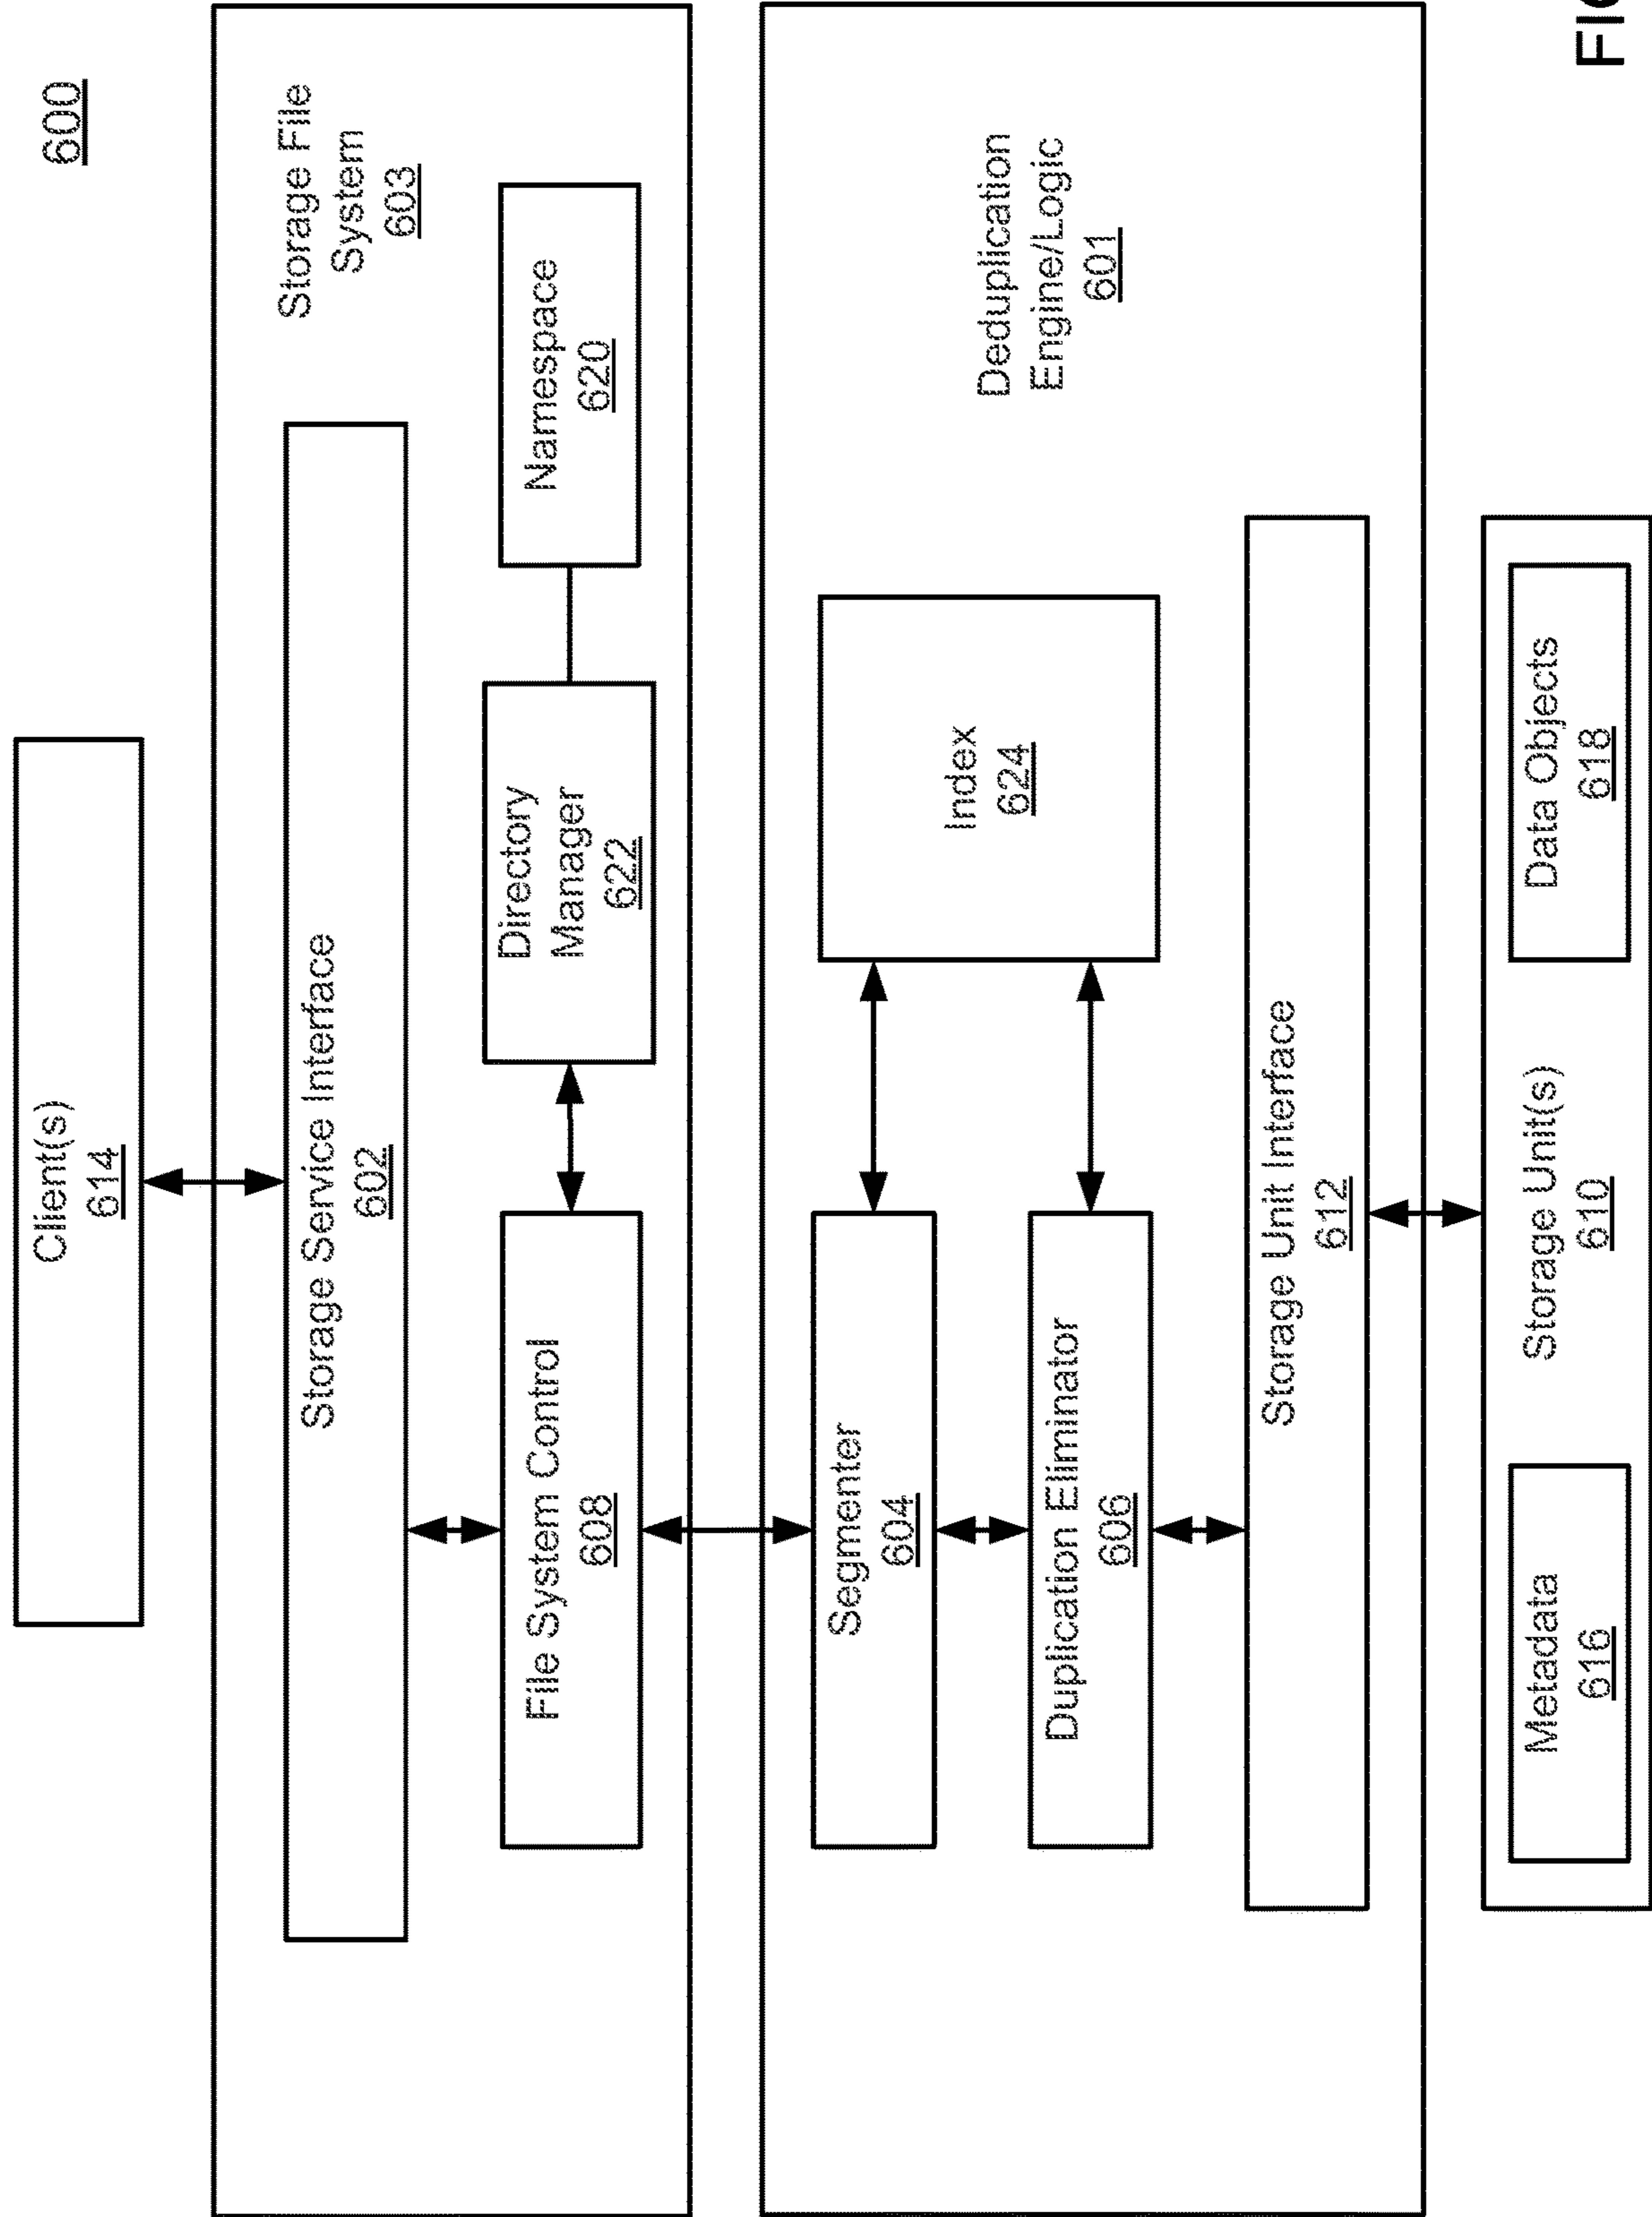 600
Client(s)
614
Storage File
System
603
Storage Service Interface
602
File System Control
608
Directory
Manager
622
Namespace
620
Deduplication
Engine/Logic
601
Segmenter
604
Index
624
Duplication Eliminator
606
Storage Unit Interface
612
Metadata
616
Storage Unit(s)
610
Data Objects
618